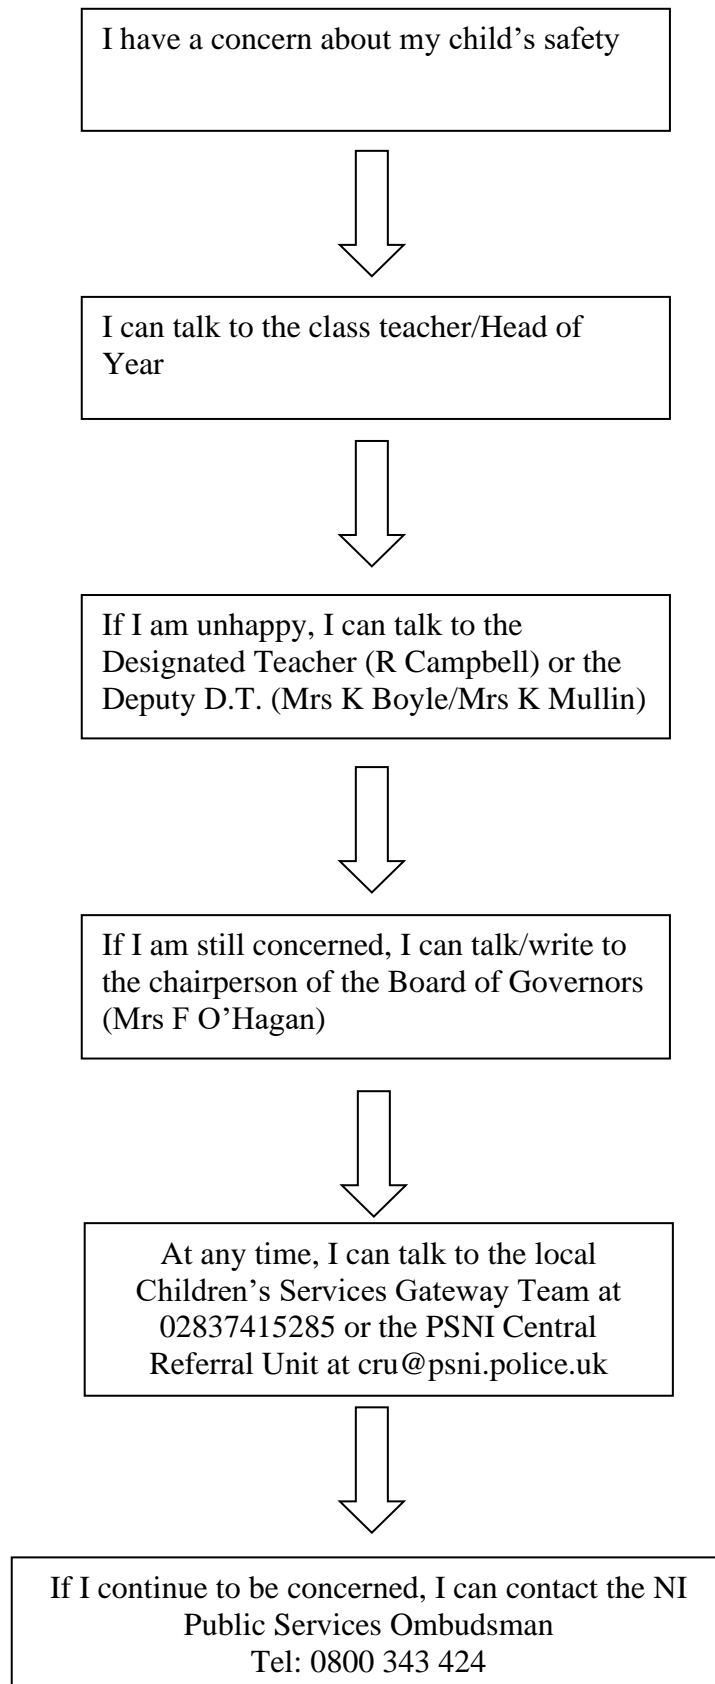 I have a concern about my child’s safety
I can talk to the class teacher/Head of
Year
If I am unhappy, I can talk to the
Designated Teacher (R Campbell) or the
Deputy D.T. (Mrs K Boyle/Mrs K Mullin)
If I am still concerned, I can talk/write to
the chairperson of the Board of Governors
(Mrs F O’Hagan)
At any time, I can talk to the local
Children’s Services Gateway Team at
02837415285 or the PSNI Central
Referral Unit at cru@psni.police.uk
If I continue to be concerned, I can contact the NI
Public Services Ombudsman
Tel: 0800 343 424